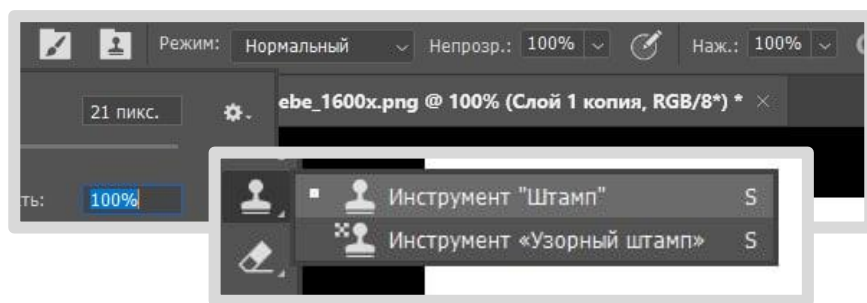 Режим: Нормальный Непрозр.: 100% Наж.: 100%
21 пикс. ebe_1600x.png @ 100% (Слой 1 копия, RGB/8*) * ×
ть: 100%
Инструмент "Штамп" S
Инструмент «Узорный штамп» S